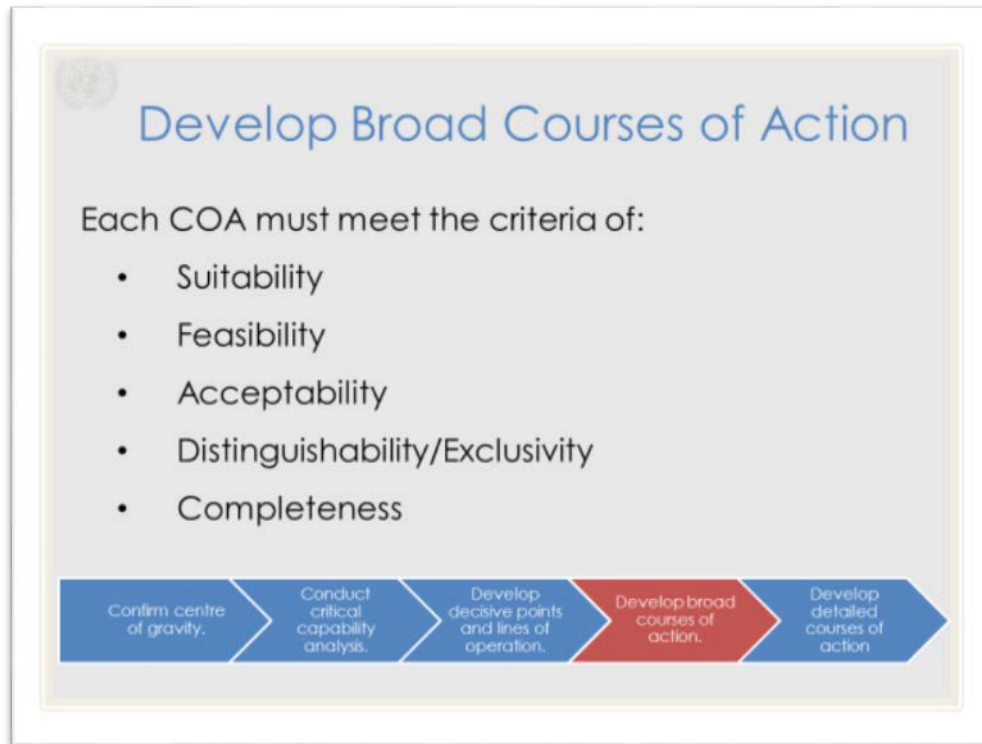 Develop Broad Courses of Action
Each COA must meet the criteria of:
• Suitability
• Feasibility
• Acceptability
• Distinguishability/Exclusivity
• Completeness
Confirm centre
of gravity.
Conduct
critical
capability
analysis.
Develop
decisive points
and lines of
operation.
Develop broad
courses of
action.
Develop
detailed
courses of
action